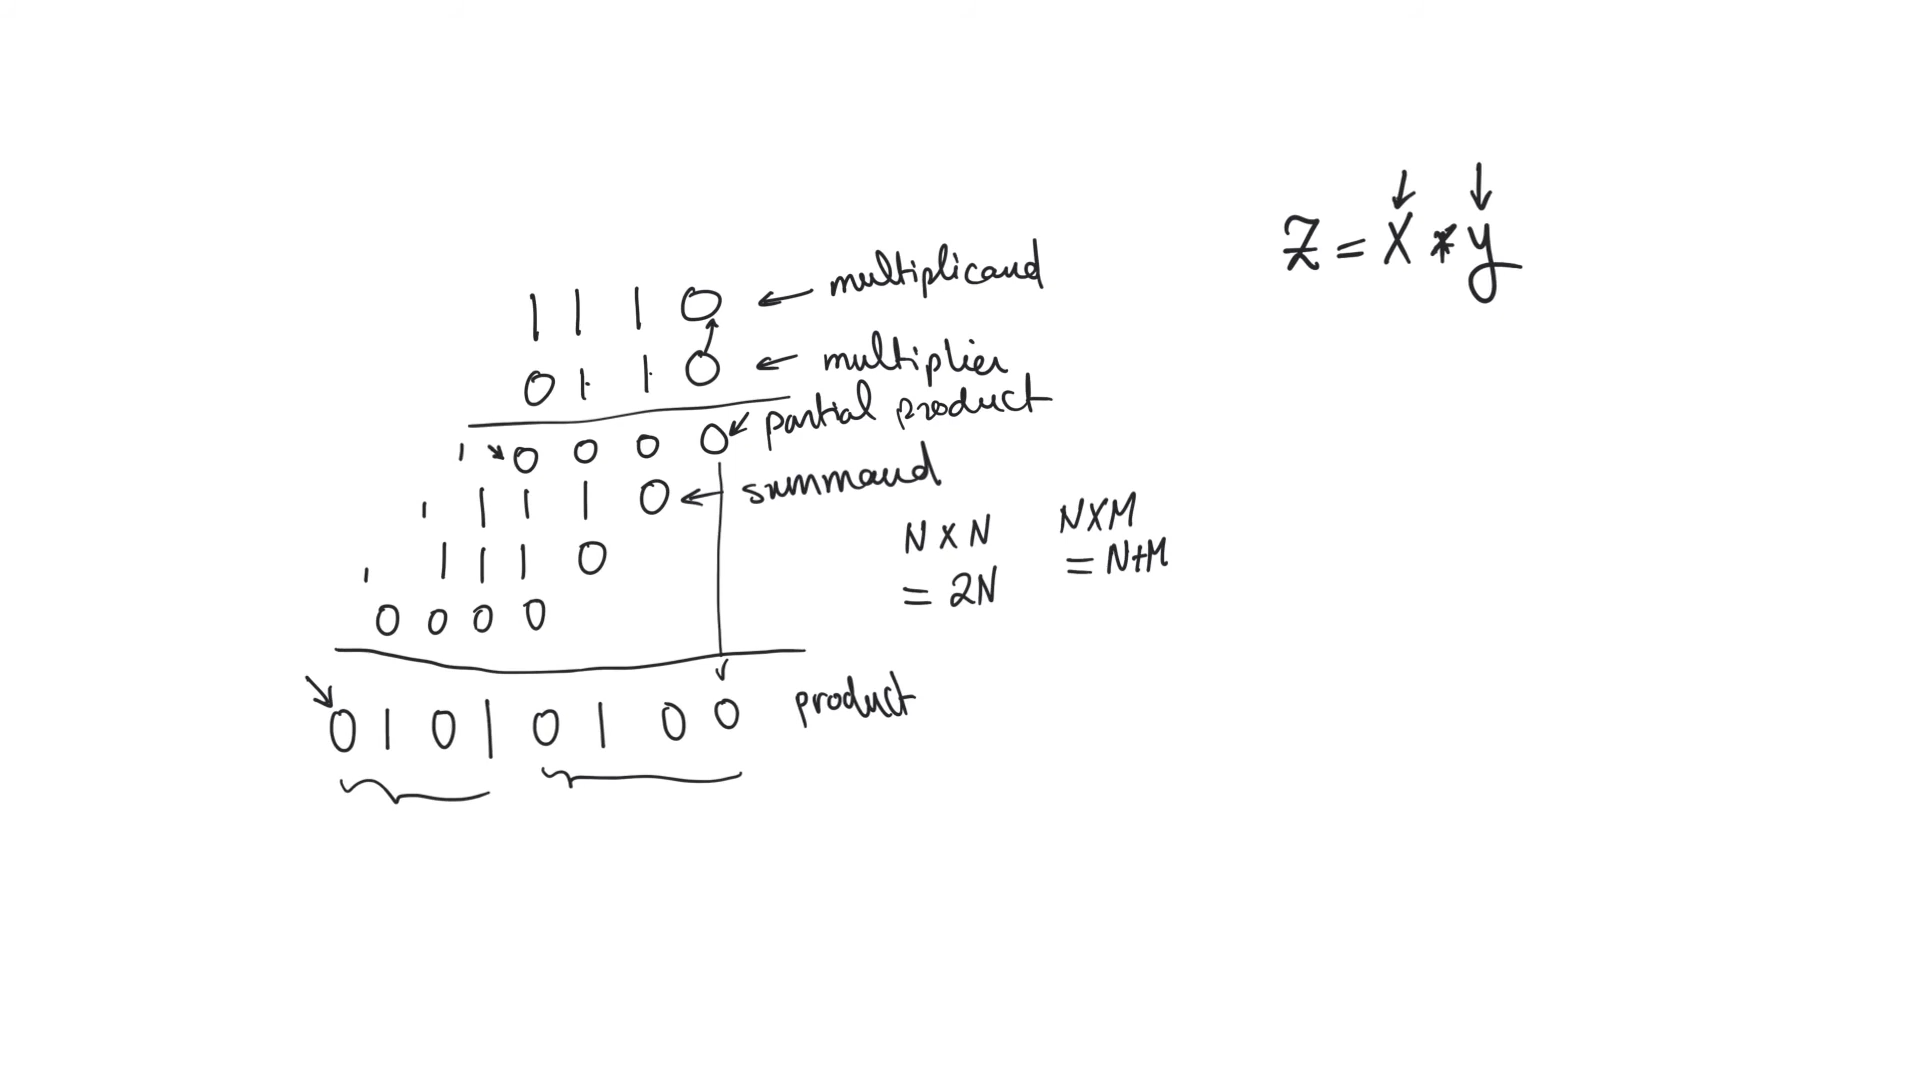 Z = X * y
1 1 1 0 ← multiplicand
0 1 1 0 ← multiplier
1 0 0 0 0 partial product
1 1 1 1 0 ← summand
1 1 1 1 0
0 0 0 0
N X N
= 2N
N X M
= N+M
0 1 0 1 0 1 0 0 product